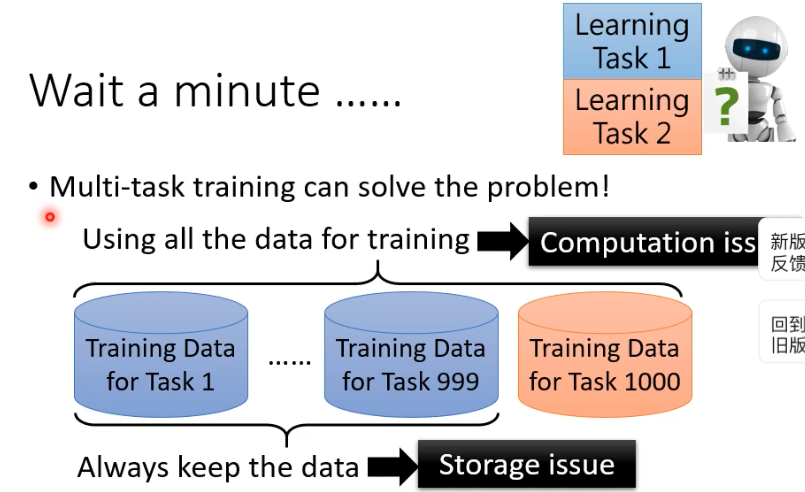 Learning
Task 1
Wait a minute ……
Learning
Task 2
?
• Multi-task training can solve the problem!
Using all the data for training
Computation iss
新版
反馈
Training Data
for Task 1
……
Training Data
for Task 999
Training Data
for Task 1000
回到
旧版
Always keep the data
Storage issue